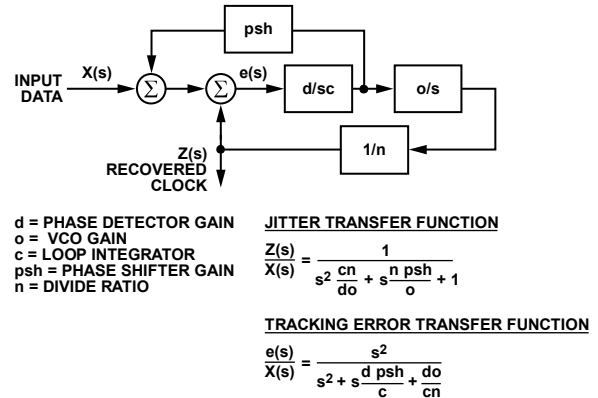 psh
INPUT
DATA
X(s)
Σ
Σ
e(s)
d/sc
o/s
1/n
Z(s)
RECOVERED
CLOCK
d = PHASE DETECTOR GAIN
o = VCO GAIN
c = LOOP INTEGRATOR
psh = PHASE SHIFTER GAIN
n = DIVIDE RATIO
JITTER TRANSFER FUNCTION
Z(s)/X(s) = 1/(s² cn/do + s n psh/o + 1)
TRACKING ERROR TRANSFER FUNCTION
e(s)/X(s) = s²/(s² + s d psh/c + do/cn)